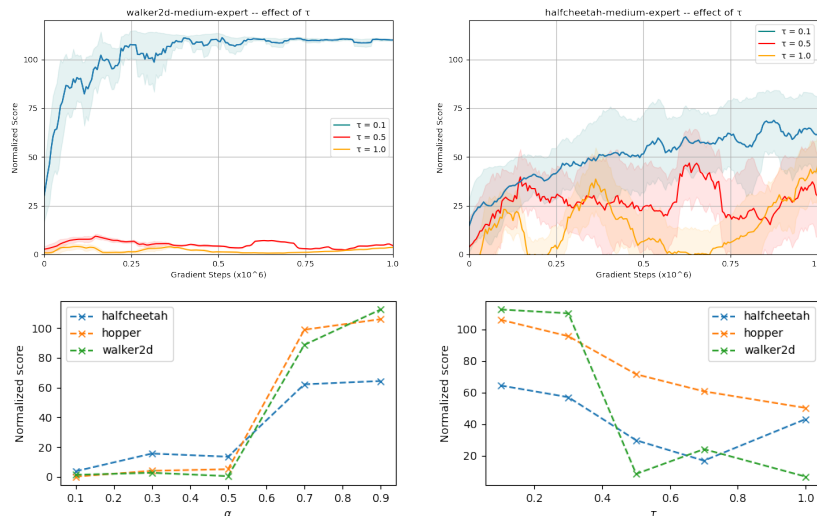 walker2d-medium-expert -- effect of τ
Normalized Score
100
75
50
25
0
τ = 0.1
τ = 0.5
τ = 1.0
0 0.25 0.5 0.75 1.0
Gradient Steps (x10^6)
halfcheetah-medium-expert -- effect of τ
Normalized Score
100
75
50
25
0
τ = 0.1
τ = 0.5
τ = 1.0
0 0.25 0.5 0.75 1.0
Gradient Steps (x10^6)
Normalized score
100
80
60
40
20
0
halfcheetah
hopper
walker2d
0.1 0.2 0.3 0.4 0.5 0.6 0.7 0.8 0.9
α
Normalized score
100
80
60
40
20
halfcheetah
hopper
walker2d
0.2 0.4 0.6 0.8 1.0
τ